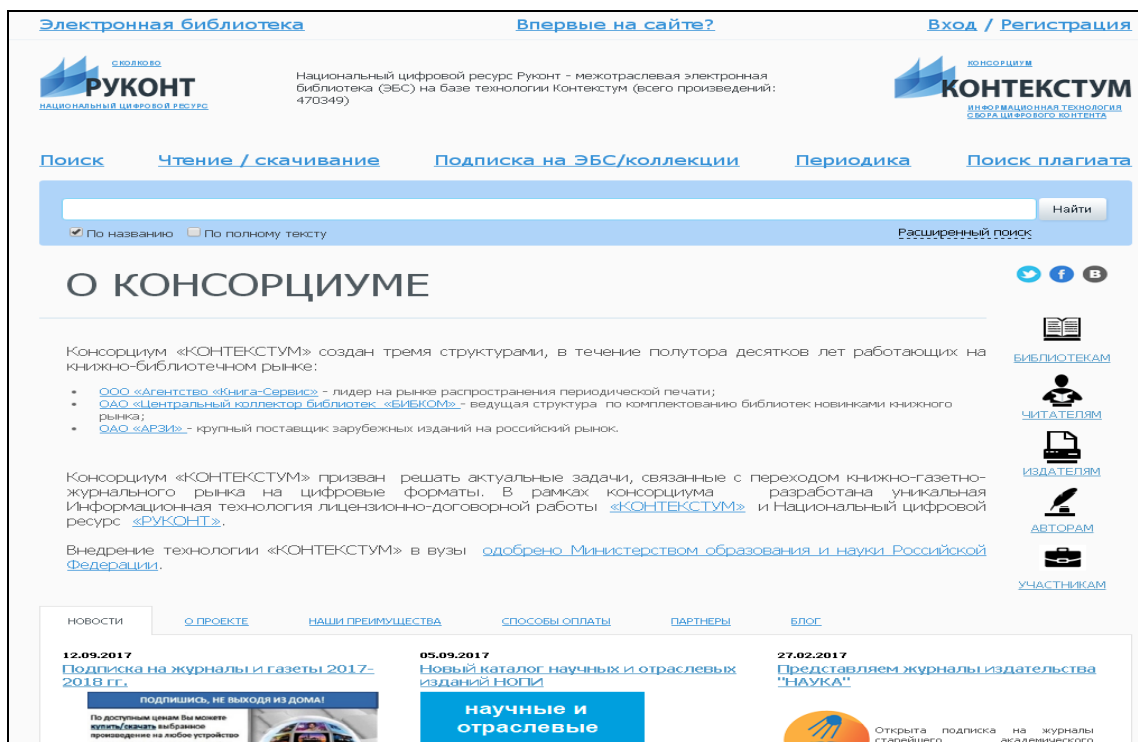 Электронная библиотека
Впервые на сайте?
Вход / Регистрация
СКОЛКОВО
РУКОНТ
НАЦИОНАЛЬНЫЙ ЦИФРОВОЙ РЕСУРС
Национальный цифровой ресурс Руконт - межотраслевая электронная
библиотека (ЭБС) на базе технологии Контекстум (всего произведений:
470349)
КОНСОРЦИУМ
КОНТЕКСТУМ
ИНФОРМАЦИОННАЯ ТЕХНОЛОГИЯ
СБОРА ЦИФРОВОГО КОНТЕНТА
Поиск
Чтение / скачивание
Подписка на ЭБС/коллекции
Периодика
Поиск плагиата
Найти
По названию
По полному тексту
Расширенный поиск
О КОНСОРЦИУМЕ
БИБЛИОТЕКАМ
ЧИТАТЕЛЯМ
ИЗДАТЕЛЯМ
АВТОРАМ
УЧАСТНИКАМ
Консорциум «КОНТЕКСТУМ» создан тремя структурами, в течение полутора десятков лет работающих на
книжно-библиотечном рынке:
• ООО «Агентство «Книга-Сервис» - лидер на рынке распространения периодической печати;
• ОАО «Центральный коллектор библиотек «БИБКОМ» - ведущая структура по комплектованию библиотек новинками книжного
рынка;
• ОАО «АРЗИ» - крупный поставщик зарубежных изданий на российский рынок.
Консорциум «КОНТЕКСТУМ» призван решать актуальные задачи, связанные с переходом книжно-газетно-
журнального рынка на цифровые форматы. В рамках консорциума разработана уникальная
Информационная технология лицензионно-договорной работы «КОНТЕКСТУМ» и Национальный цифровой
ресурс «РУКОНТ».
Внедрение технологии «КОНТЕКСТУМ» в вузы одобрено Министерством образования и науки Российской
Федерации.
НОВОСТИ
О ПРОЕКТЕ
НАШИ ПРЕИМУЩЕСТВА
СПОСОБЫ ОПЛАТЫ
ПАРТНЕРЫ
БЛОГ
12.09.2017
Подписка на журналы и газеты 2017-
2018 гг.
ПОДПИШИСЬ, НЕ ВЫХОДЯ ИЗ ДОМА!
По доступным ценам Вы можете
купить/скачать выбранное
произведение на любое устройство
05.09.2017
Новый каталог научных и отраслевых
изданий НОПИ
научные и
отраслевые
27.02.2017
Представляем журналы издательства
"НАУКА"
Открыта подписка на журналы
старейшего академического